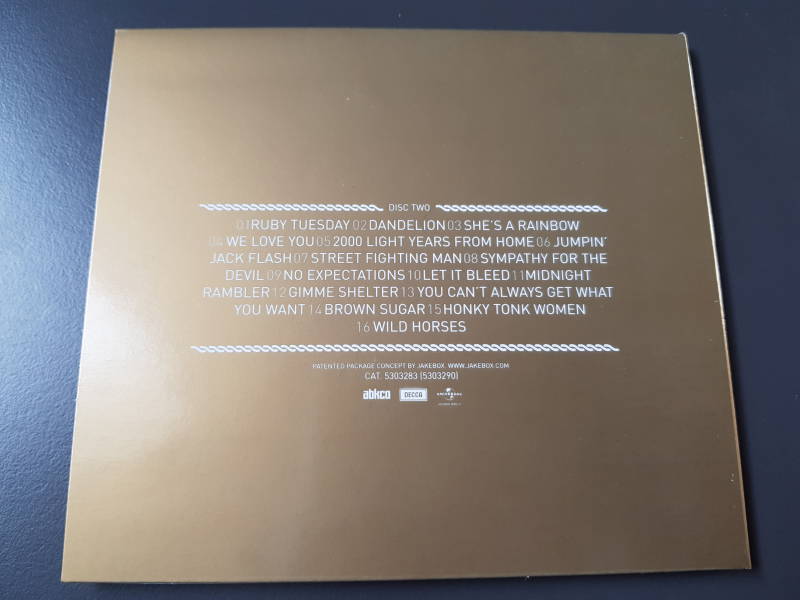 DISC TWO
01 RUBY TUESDAY 02 DANDELION 03 SHE'S A RAINBOW
04 WE LOVE YOU 05 2000 LIGHT YEARS FROM HOME 06 JUMPIN'
JACK FLASH 07 STREET FIGHTING MAN 08 SYMPATHY FOR THE
DEVIL 09 NO EXPECTATIONS 10 LET IT BLEED 11 MIDNIGHT
RAMBLER 12 GIMME SHELTER 13 YOU CAN'T ALWAYS GET WHAT
YOU WANT 14 BROWN SUGAR 15 HONKY TONK WOMEN
16 WILD HORSES
PATENTED PACKAGE CONCEPT BY JAKEBOX. WWW.JAKEBOX.COM
CAT. 5303283 (5303290)
abkco DECCA UNIVERSAL